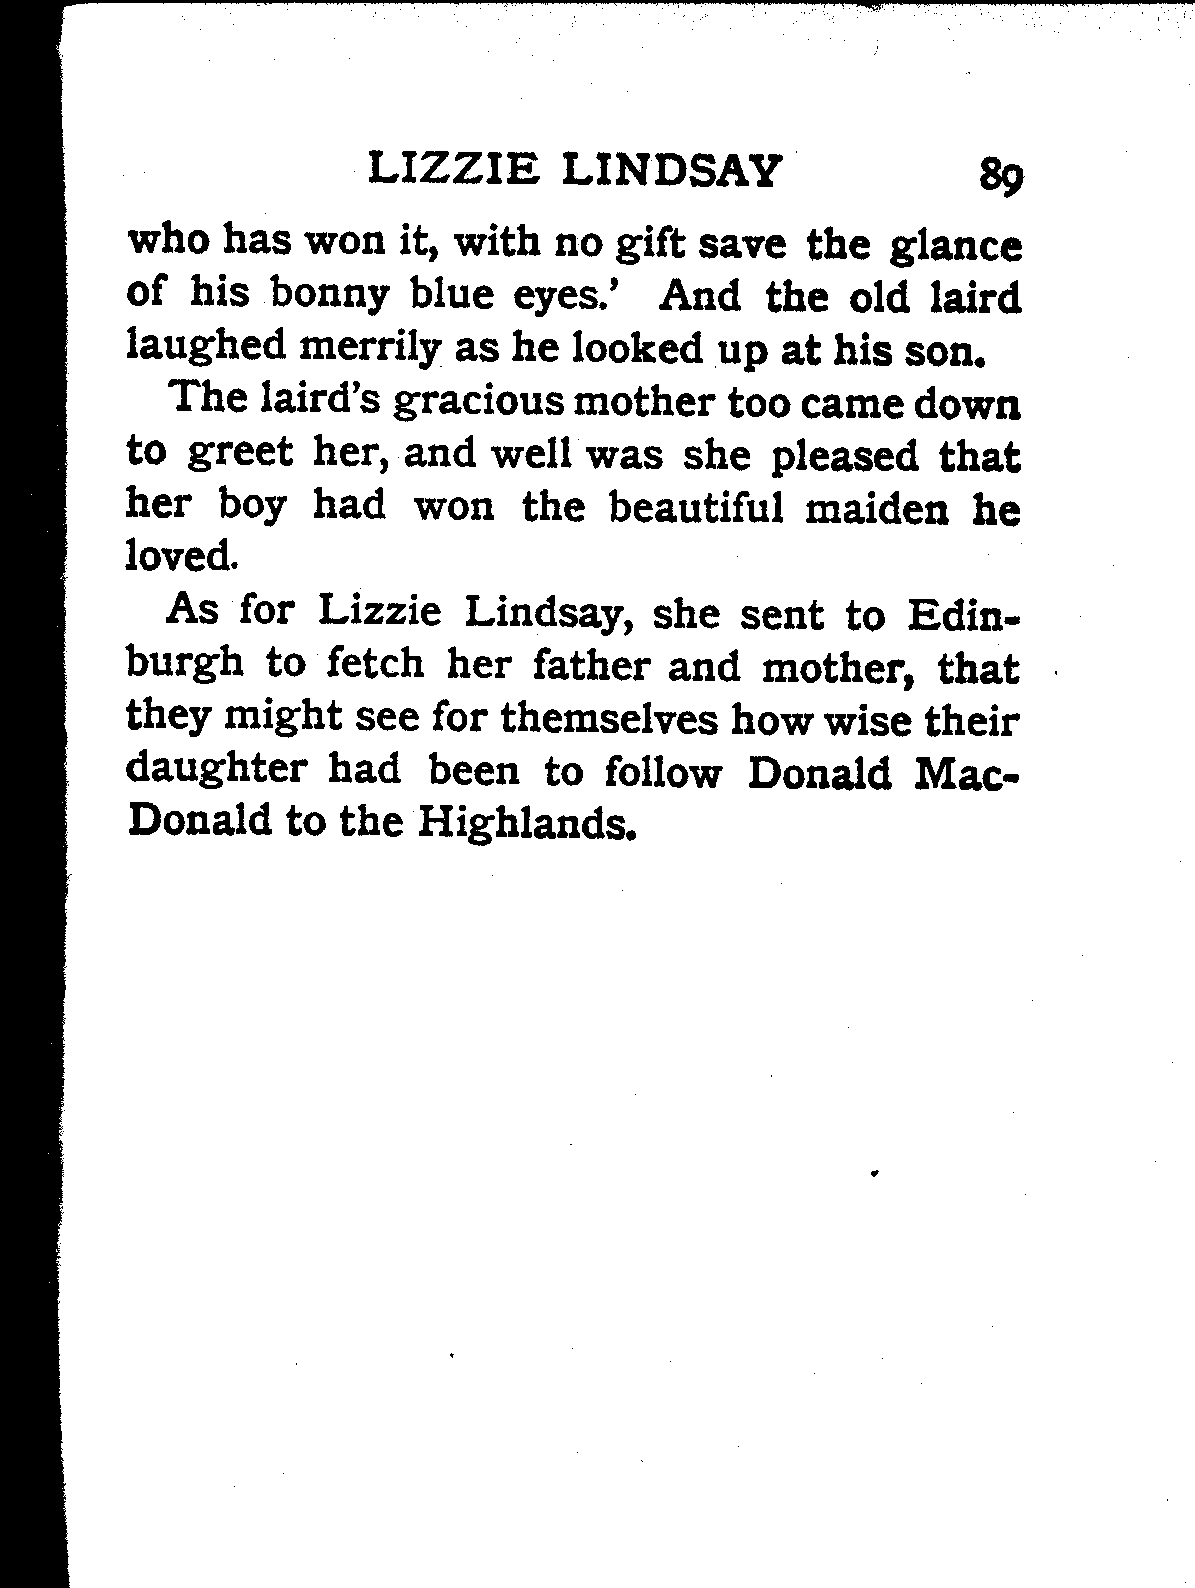 LIZZIE LINDSAY 89
who has won it, with no gift save the glance
of his bonny blue eyes.’ And the old laird
laughed merrily as he looked up at his son.
The laird’s gracious mother too came down
to greet her, and well was she pleased that
her boy had won the beautiful maiden he
loved.
As for Lizzie Lindsay, she sent to Edin-
burgh to fetch her father and mother, that
they might see for themselves how wise their
daughter had been to follow Donald Mac-
Donald to the Highlands.